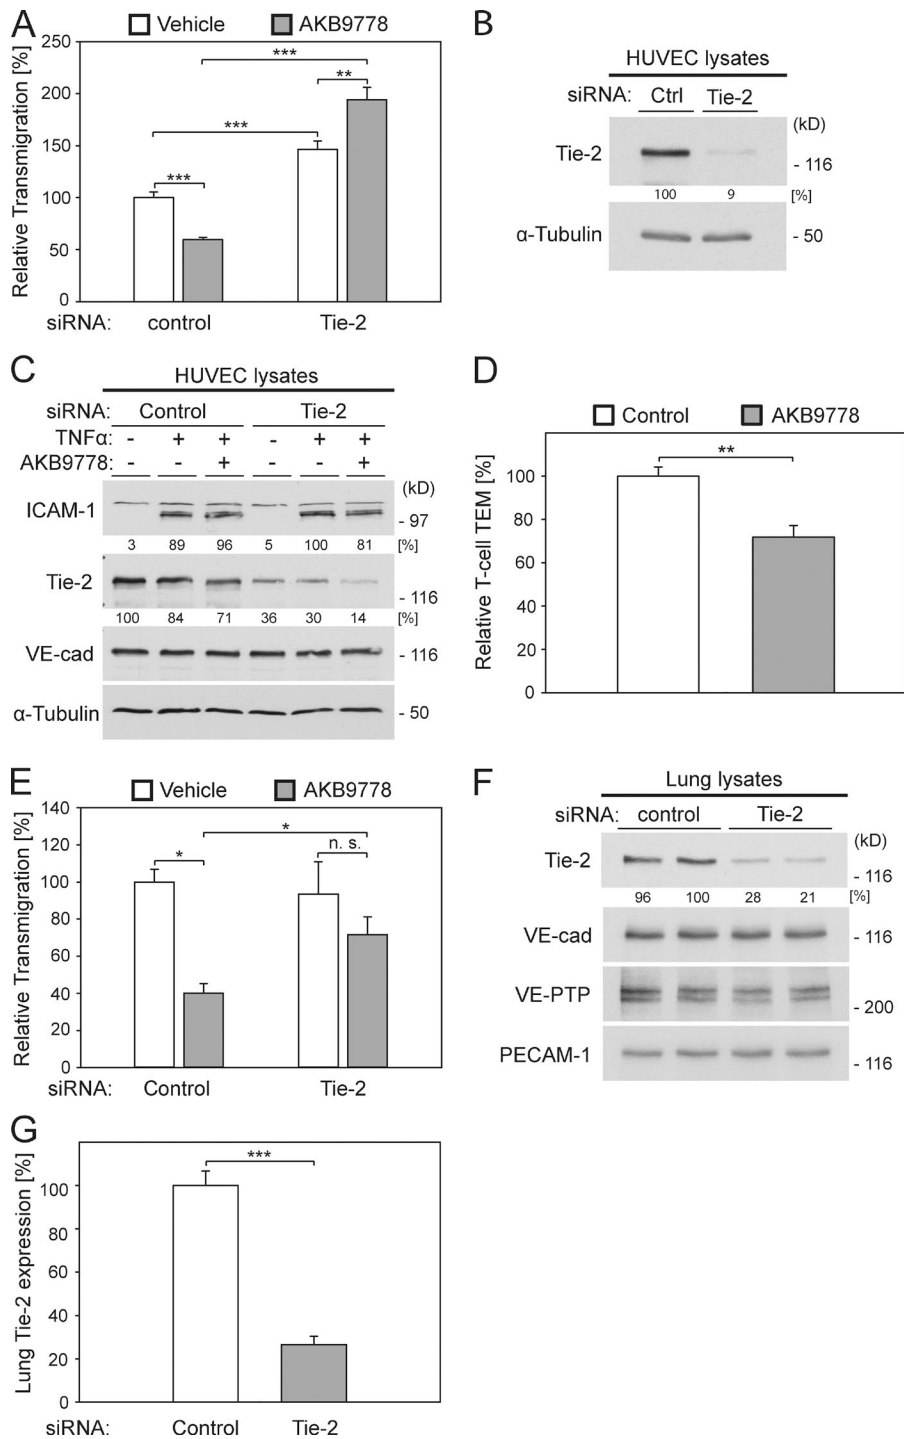 A
Vehicle AKB9778
Relative Transmigration [%]
250
200
150
100
50
0
***
**
***
***
siRNA: control Tie-2
B
HUVEC lysates
siRNA: Ctrl Tie-2
(kD)
Tie-2
- 116
100 9 [%]
α-Tubulin - 50
C
HUVEC lysates
siRNA: Control Tie-2
TNFα: - + + - + +
AKB9778: - - + - - +
(kD)
ICAM-1
- 97
3 89 96 5 100 81 [%]
Tie-2
- 116
100 84 71 36 30 14 [%]
VE-cad - 116
α-Tubulin - 50
D
Control AKB9778
Relative T-cell TEM [%]
**
100
80
60
40
20
0
E
Vehicle AKB9778
Relative Transmigration [%]
140
120
100
80
60
40
20
0
*
* n. s.
siRNA: Control Tie-2
F
Lung lysates
siRNA: control Tie-2
(kD)
Tie-2
- 116
96 100 28 21 [%]
VE-cad - 116
VE-PTP
- 200
PECAM-1
- 116
G
Lung Tie-2 expression [%]
***
100
80
60
40
20
0
siRNA: Control Tie-2